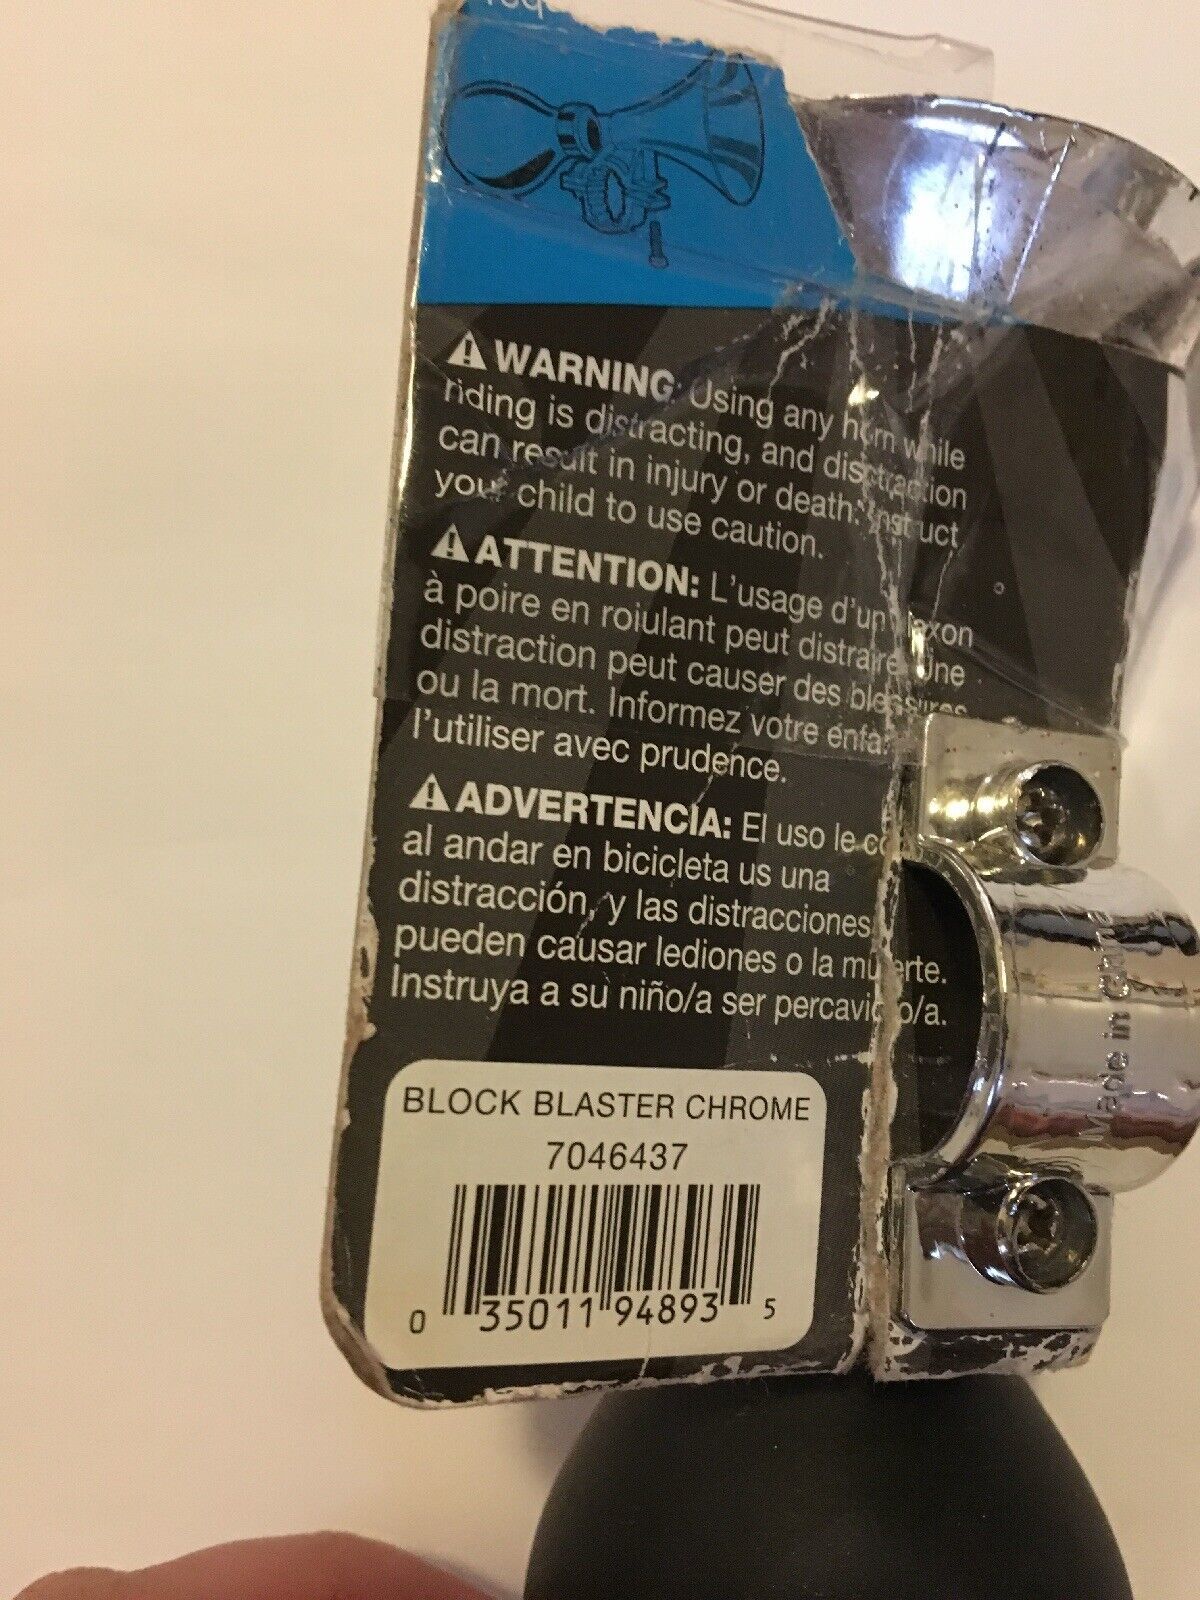 ⚠ WARNING: Using any horn while
riding is distracting, and distraction
can result in injury or death. Instruct
your child to use caution.
⚠ ATTENTION: L'usage d'un
à poire en roiulant peut distraire. Une
distraction peut causer des blessures
ou la mort. Informez votre
l'utiliser avec prudence.
⚠ ADVERTENCIA: El uso le
al andar en bicicleta us una
distracción, y las distracciones
pueden causar lediones o la muerte.
Instruya a su niño/a ser percavido/a.
BLOCK BLASTER CHROME
7046437
0 35011 94893 5
Made in China